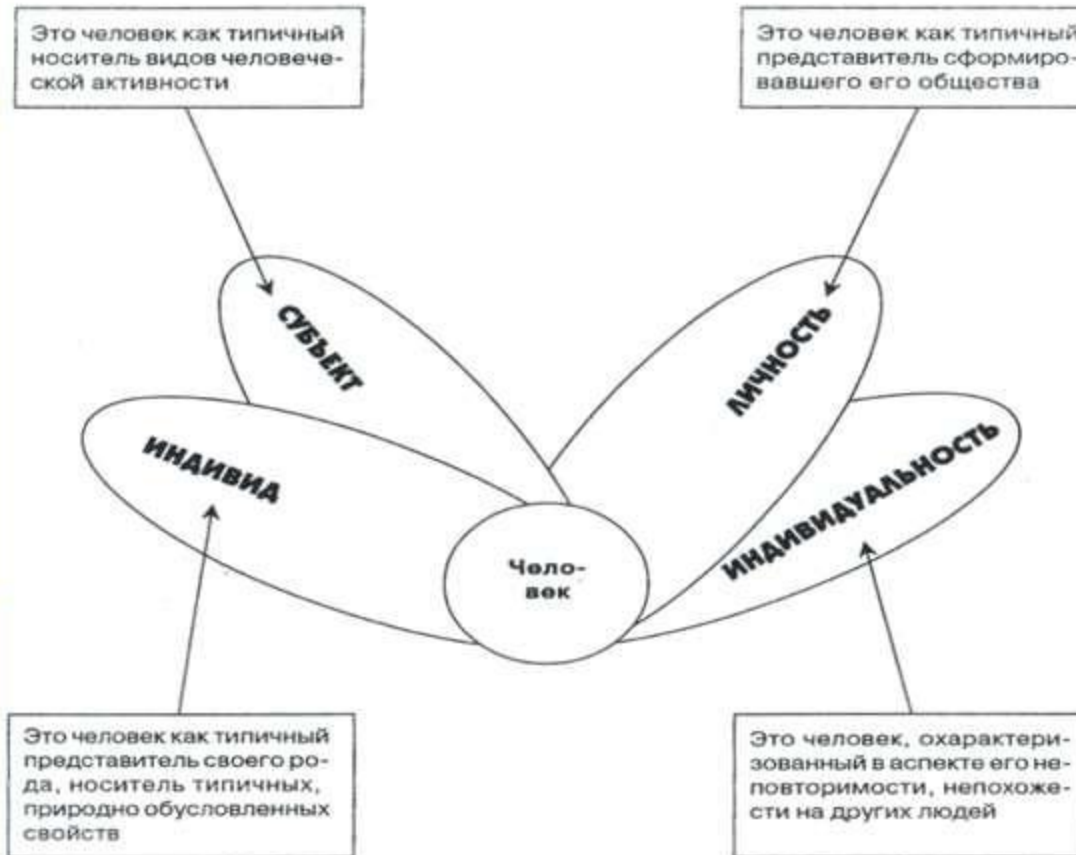 Это человек как типичный
носитель видов человече-
ской активности
Это человек как типичный
представитель сформиро-
вавшего его общества
СУБЪЕКТ
ЛИЧНОСТЬ
ИНДИВИД
ИНДИВИДУАЛЬНОСТЬ
Чело-
век
Это человек как типичный
представитель своего ро-
да, носитель типичных,
природно обусловленных
свойств
Это человек, охарактери-
зованный в аспекте его не-
повторимости, непохоже-
сти на других людей